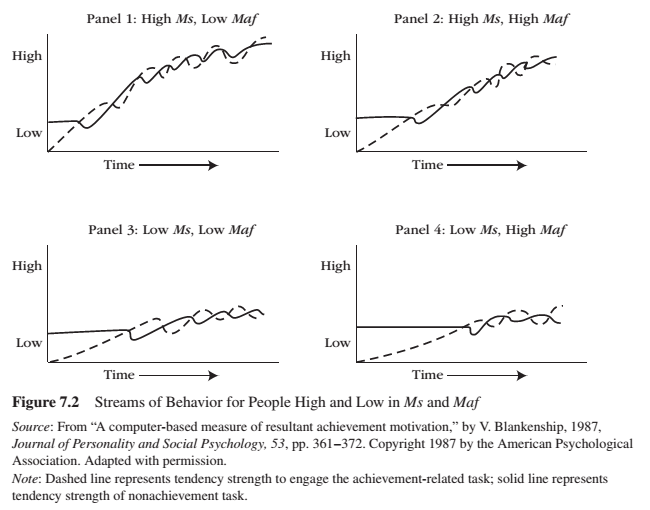 Panel 1: High Ms, Low Maf
High
Low
Time
Panel 2: High Ms, High Maf
High
Low
Time
Panel 3: Low Ms, Low Maf
High
Low
Time
Panel 4: Low Ms, High Maf
High
Low
Time
Figure 7.2 Streams of Behavior for People High and Low in Ms and Maf
Source: From “A computer-based measure of resultant achievement motivation,” by V. Blankenship, 1987,
Journal of Personality and Social Psychology, 53, pp. 361–372. Copyright 1987 by the American Psychological
Association. Adapted with permission.
Note: Dashed line represents tendency strength to engage the achievement-related task; solid line represents
tendency strength of nonachievement task.